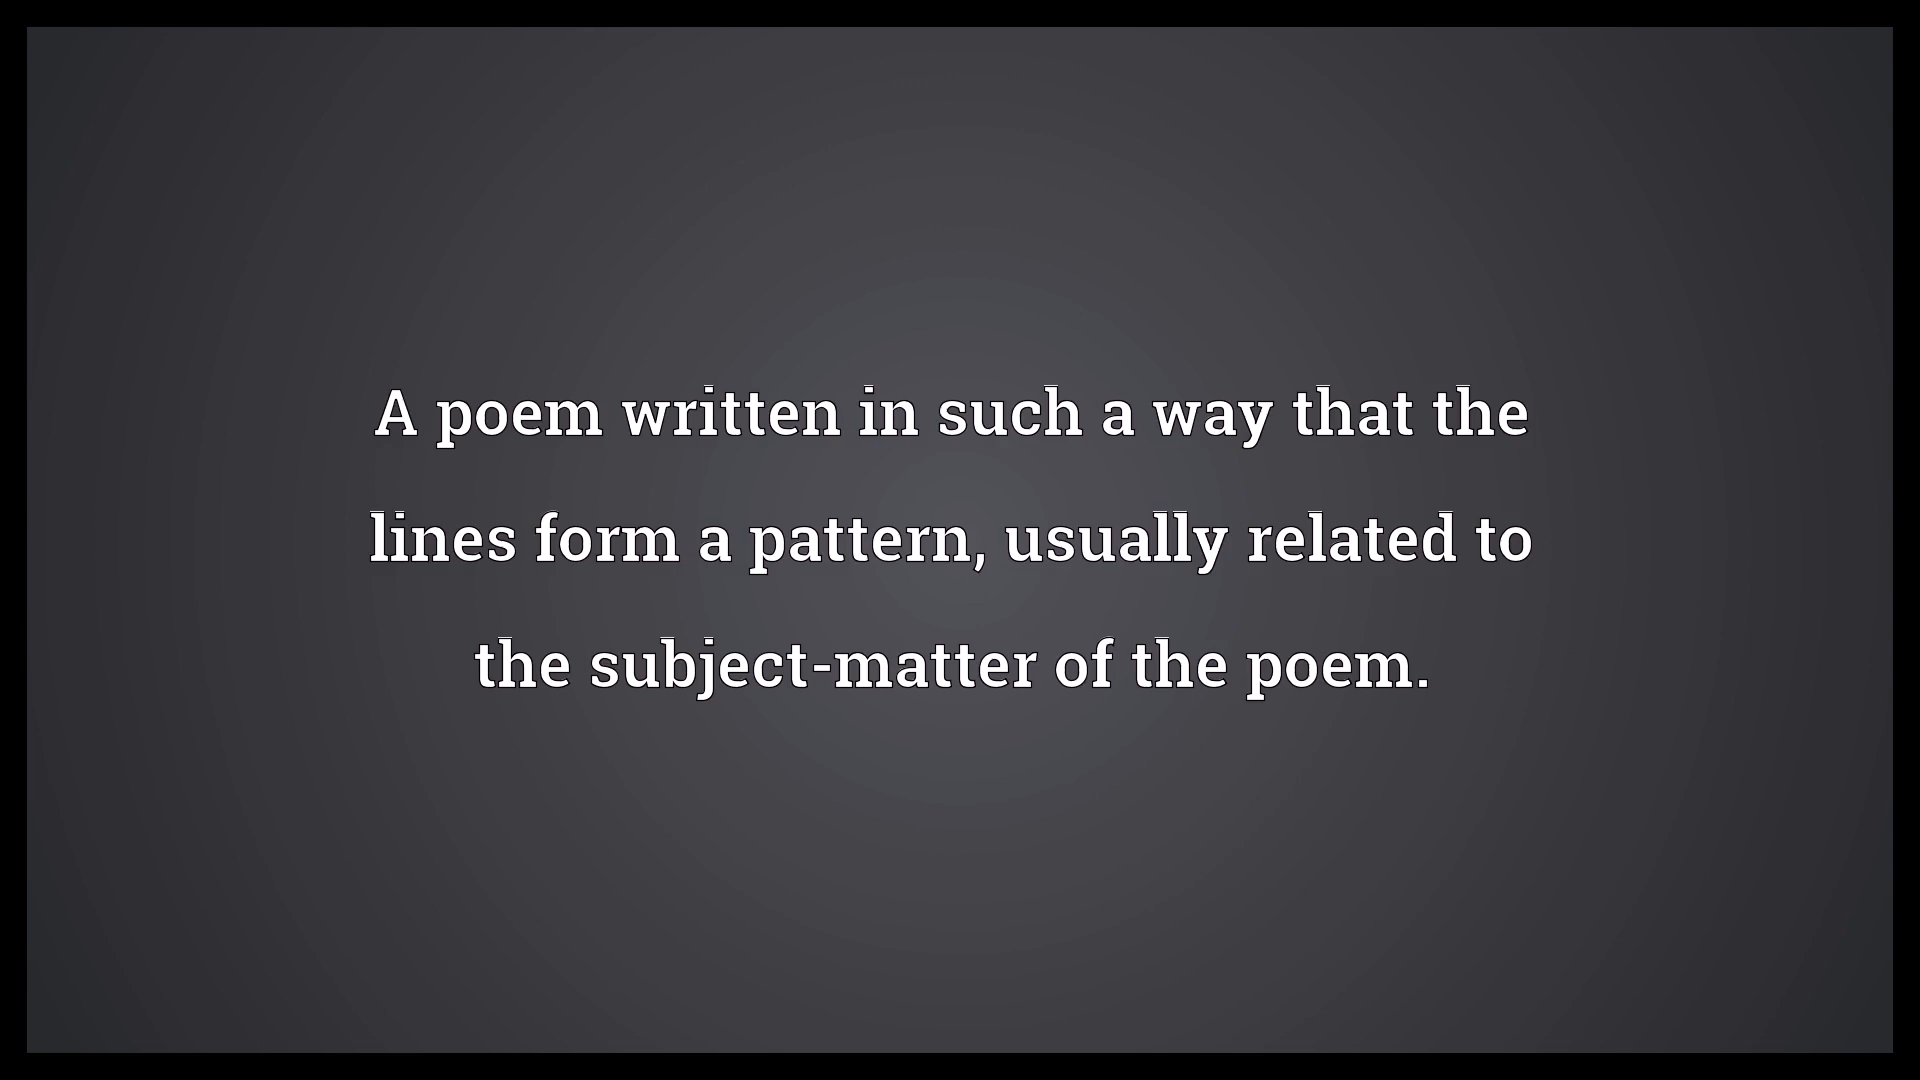 A poem written in such a way that the
lines form a pattern, usually related to
the subject-matter of the poem.